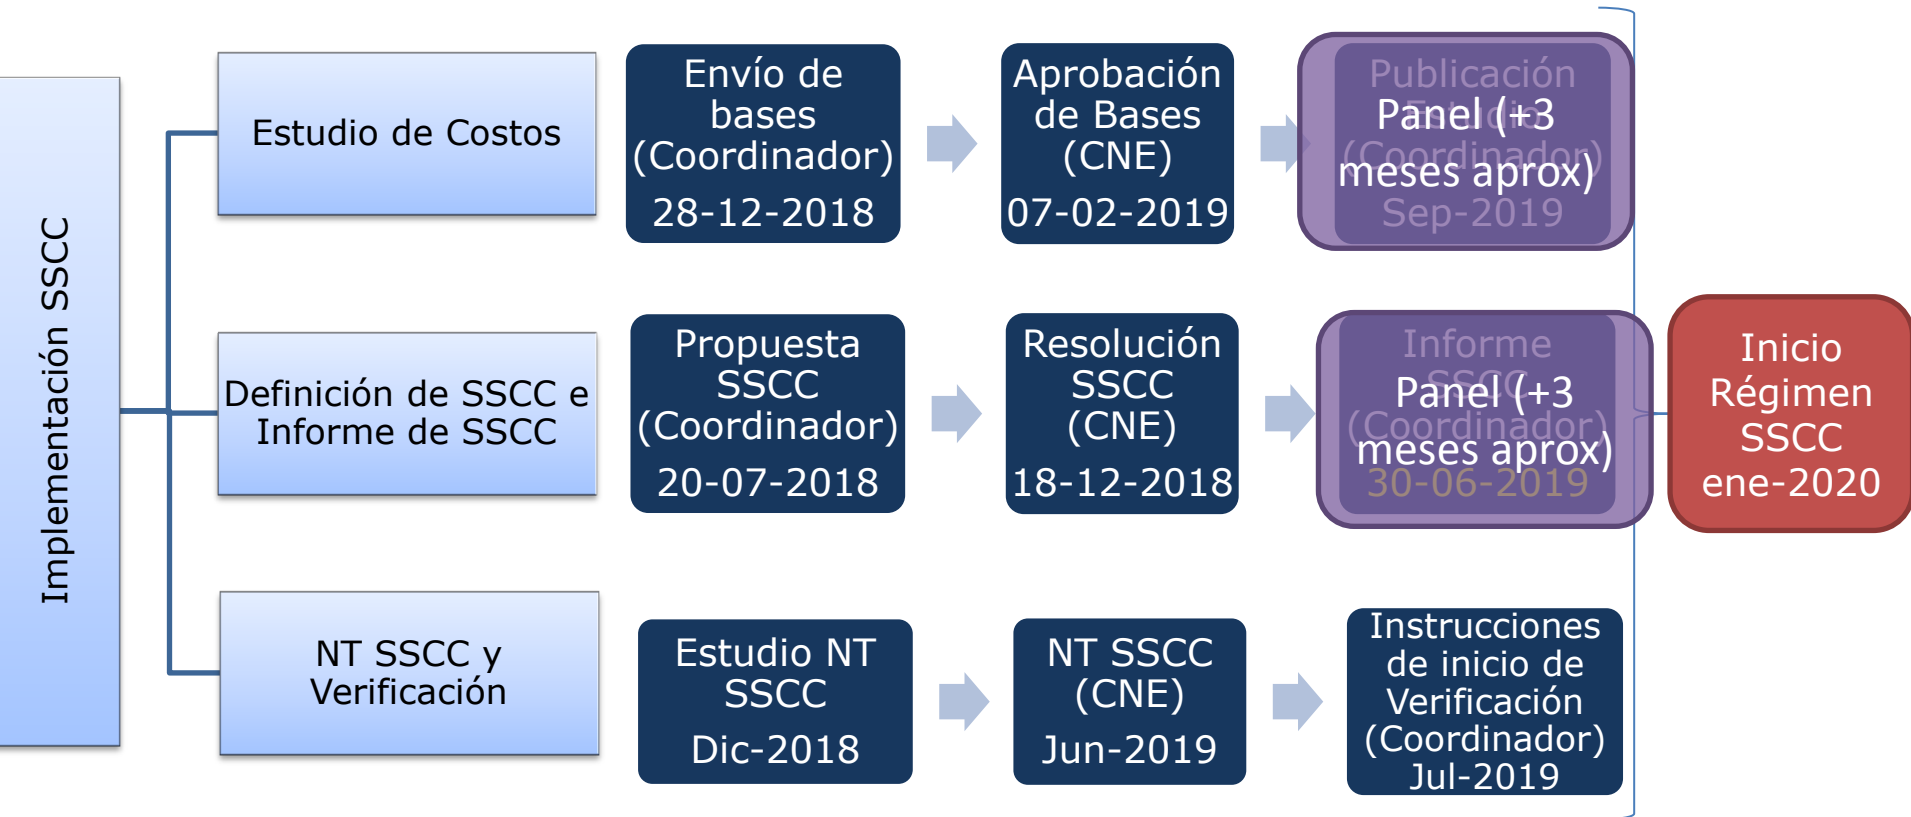 Implementación SSCC
Estudio de Costos
Envío de
bases
(Coordinador)
28-12-2018
Aprobación
de Bases
(CNE)
07-02-2019
Publicación
Estudio
(Coordinador)
Sep-2019
Panel (+3
meses aprox)
Definición de SSCC e
Informe de SSCC
Propuesta
SSCC
(Coordinador)
20-07-2018
Resolución
SSCC
(CNE)
18-12-2018
Informe
SSCC
(Coordinador)
30-06-2019
Panel (+3
meses aprox)
Inicio
Régimen
SSCC
ene-2020
NT SSCC y
Verificación
Estudio NT
SSCC
Dic-2018
NT SSCC
(CNE)
Jun-2019
Instrucciones
de inicio de
Verificación
(Coordinador)
Jul-2019